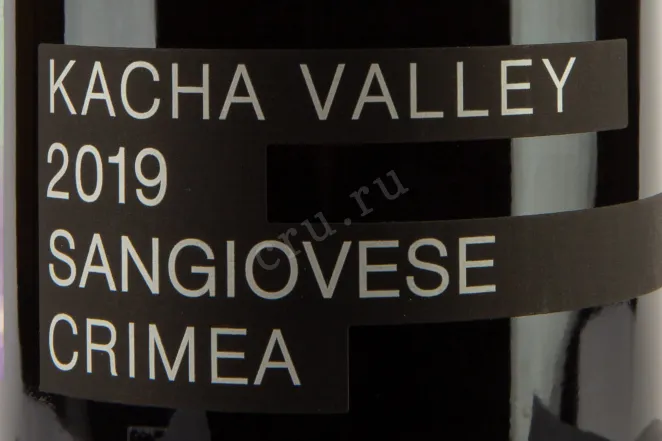 KACHA VALLEY
2019
SANGIOVESE
CRIMEA
cru.ru